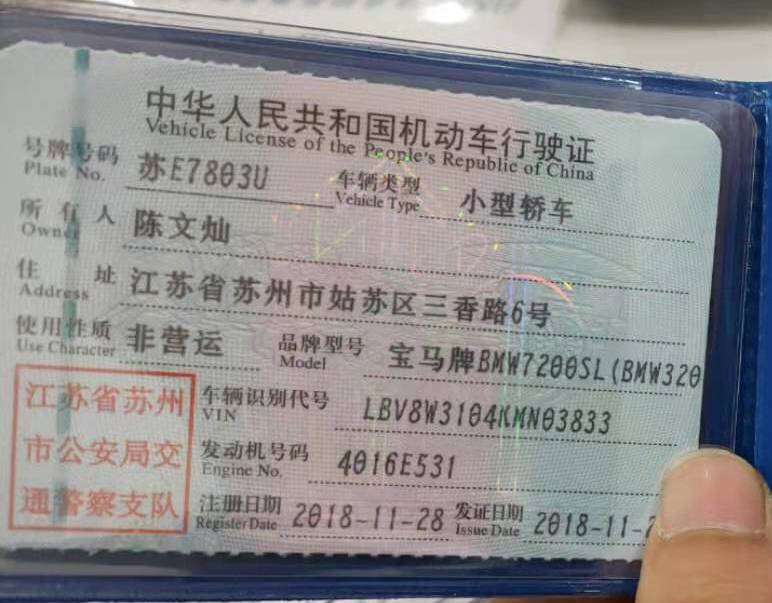 中华人民共和国机动车行驶证
Vehicle License of the People's Republic of China
号牌号码 苏E7803U 车辆类型 小型轿车
Plate No. Vehicle Type
所有人 陈文灿
Owner
住址 江苏省苏州市姑苏区三香路6号
Address
使用性质 非营运 品牌型号 宝马牌BMW7200SL(BMW320
Use Character Model
江苏省苏州
市公安局交
通警察支队
车辆识别代号 LBV8W3104KMN03833
VIN
发动机号码 4016E531
Engine No.
注册日期 2018-11-28 发证日期 2018-11-
Register Date Issue Date